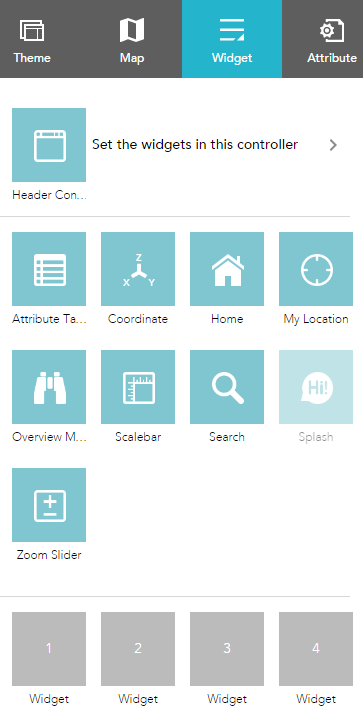 Theme Map Widget Attribute
Set the widgets in this controller
Header Con...
Z
X Y
Attribute Ta... Coordinate Home My Location
Hi!
Overview M... Scalebar Search Splash
Zoom Slider
1 2 3 4
Widget Widget Widget Widget